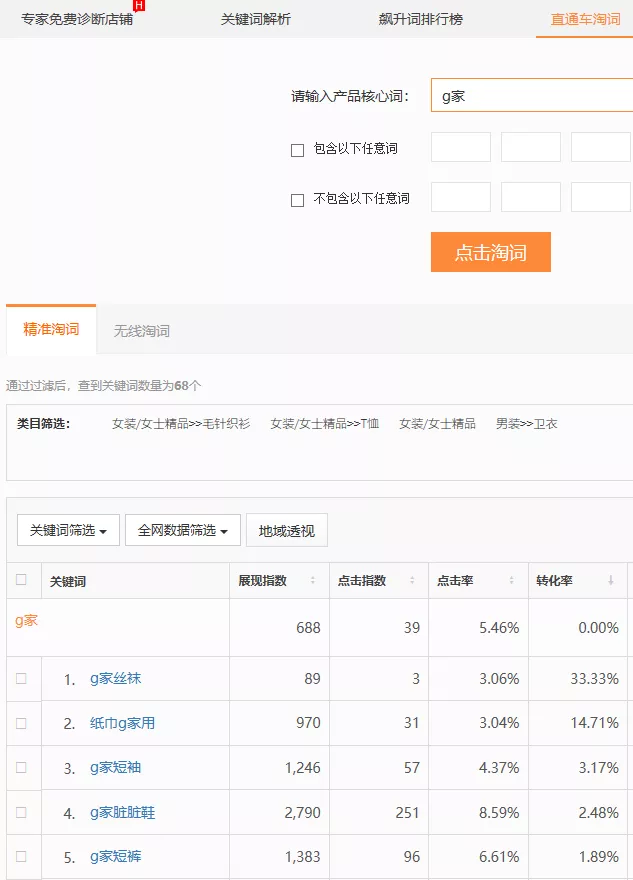 专家免费诊断店铺 H 关键词解析 飙升词排行榜 直通车淘词
请输入产品核心词： g家
包含以下任意词
不包含以下任意词
点击淘词
精准淘词 无线淘词
通过过滤后，查到关键词数量为68个
类目筛选： 女装/女士精品>>毛针织衫 女装/女士精品>>T恤 女装/女士精品 男装>>卫衣
关键词筛选 全网数据筛选 地域透视
关键词 展现指数 点击指数 点击率 转化率
g家 688 39 5.46% 0.00%
1. g家丝袜 89 3 3.06% 33.33%
2. 纸巾g家用 970 31 3.04% 14.71%
3. g家短袖 1,246 57 4.37% 3.17%
4. g家脏脏鞋 2,790 251 8.59% 2.48%
5. g家短裤 1,383 96 6.61% 1.89%